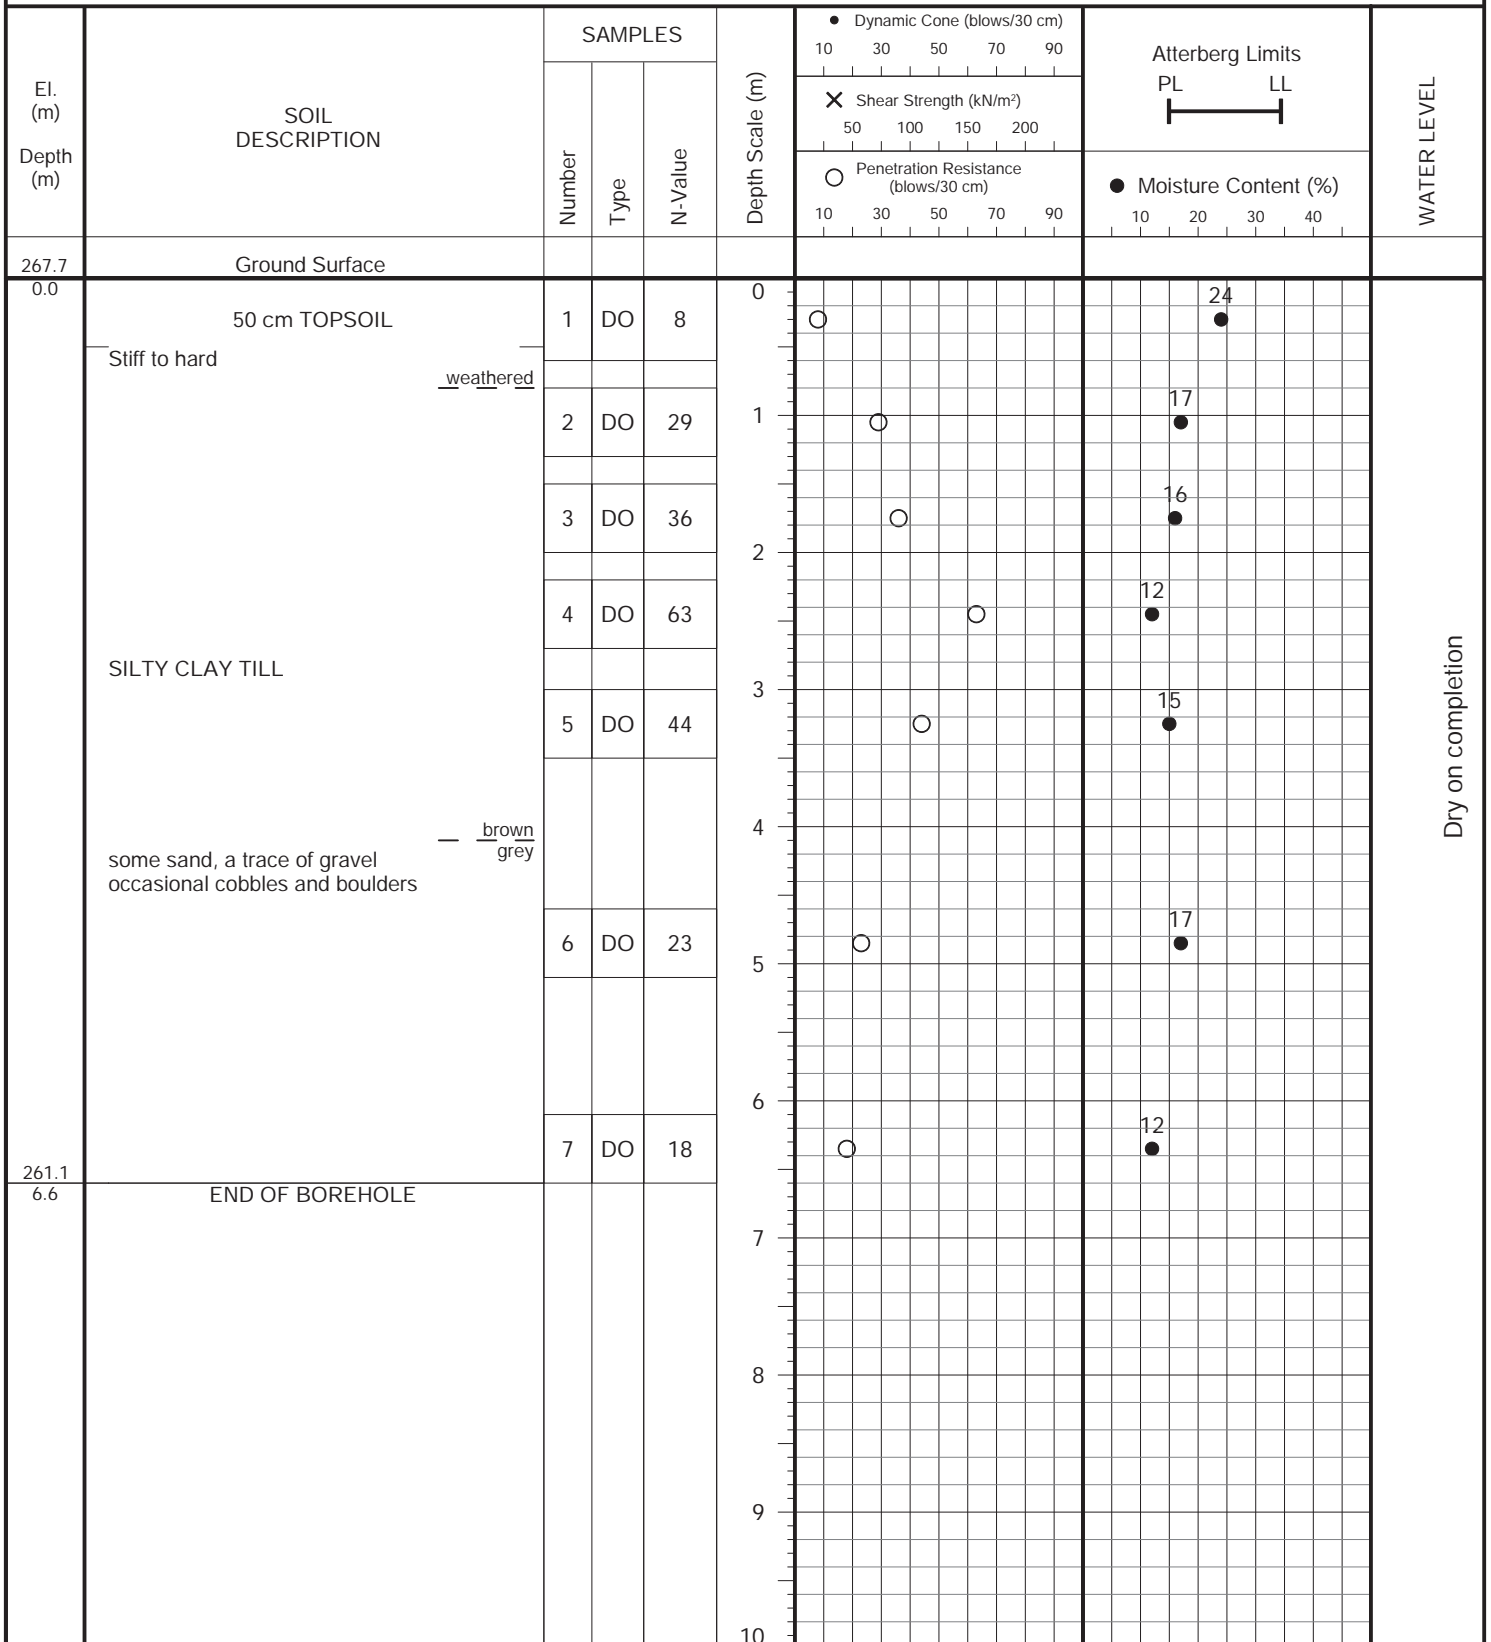 El.
(m)
Depth
(m)
SOIL
DESCRIPTION
SAMPLES
Number
Type
N-Value
Depth Scale (m)
Dynamic Cone (blows/30 cm)
10 30 50 70 90
Shear Strength (kN/m²)
50 100 150 200
Penetration Resistance
(blows/30 cm)
10 30 50 70 90
Atterberg Limits
PL LL
Moisture Content (%)
10 20 30 40
WATER LEVEL
267.7 Ground Surface
0.0
0
24
50 cm TOPSOIL 1 DO 8
Stiff to hard
weathered
17
1
2 DO 29
16
3 DO 36
2
12
4 DO 63
SILTY CLAY TILL
3
15
5 DO 44
Dry on completion
4
brown
grey
some sand, a trace of gravel
occasional cobbles and boulders
17
6 DO 23
5
6
12
7 DO 18
261.1
6.6 END OF BOREHOLE
7
8
9
10